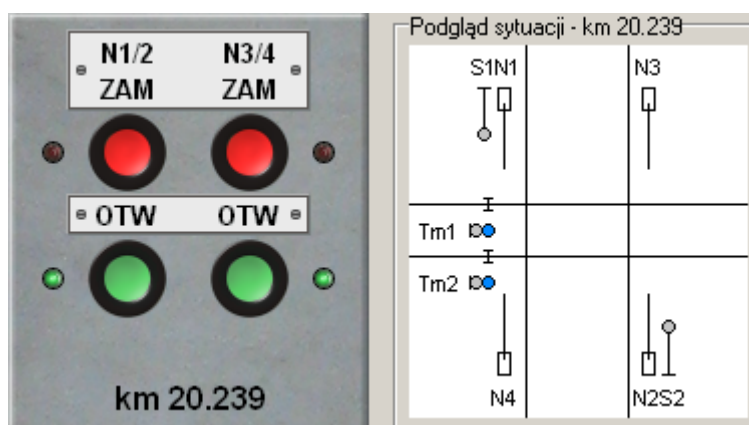 N1/2 N3/4
ZAM ZAM
OTW OTW
km 20.239
Podgląd sytuacji - km 20.239
S1N1 N3
Tm1
Tm2
N4 N2S2